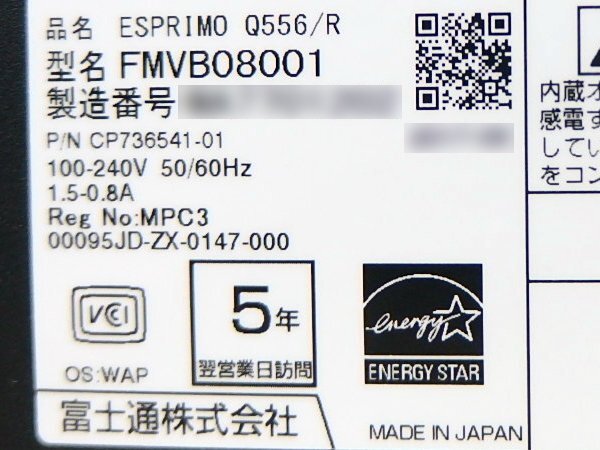 品名 ESPRIMO Q556/R
型名 FMVB08001
製造番号
P/N CP736541-01
100-240V 50/60Hz
1.5-0.8A
Reg No:MPC3
00095JD-ZX-0147-000
VCCI
5年
翌営業日訪問
energy
ENERGY STAR
OS:WAP
富士通株式会社
MADE IN JAPAN
内蔵オ
感電す
してい
をコン